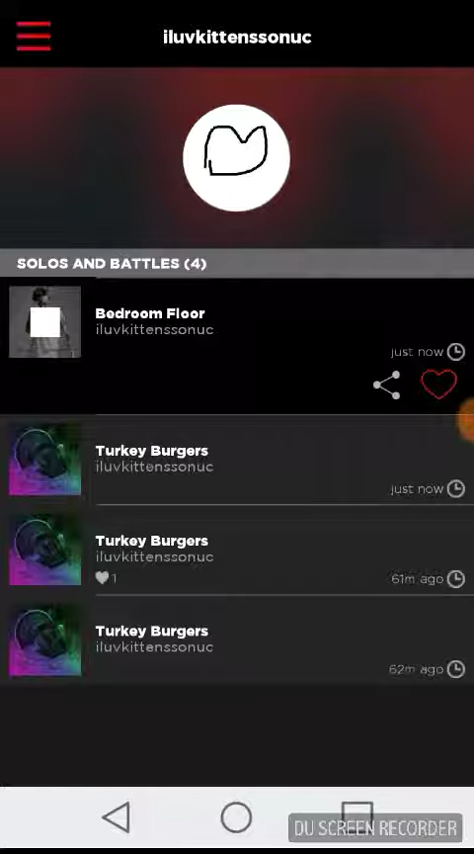 iluvkittenssonuc
SOLOS AND BATTLES (4)
Bedroom Floor
iluvkittenssonuc
just now
Turkey Burgers
iluvkittenssonuc
just now
Turkey Burgers
iluvkittenssonuc
1
61m ago
Turkey Burgers
iluvkittenssonuc
62m ago
DU SCREEN RECORDER